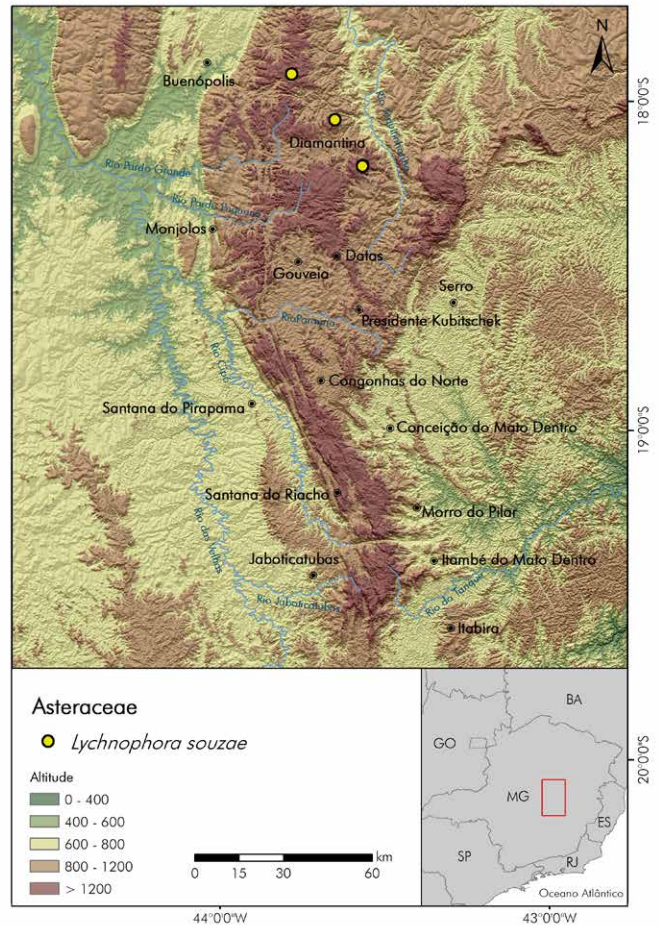 N
Buenópolis
18°0'0"S
Diamantina
Rio Pardo Grande
Rio Pardo Pequeno
Monjolos
Datas
Gouveia
Serro
Presidente Kubitschek
Rio Cipó
Congonhas do Norte
Santana do Pirapama
Conceição do Mato Dentro
19°0'0"S
Santana do Riacho
Morro do Pilar
Rio das Velhas
Jaboticatubas
Itambé do Mato Dentro
Rio Jaboticatubas
Rio do Tanque
Itabira
Asteraceae
Lychnophora souzae
Altitude
0 - 400
400 - 600
600 - 800
800 - 1200
> 1200
km
0 15 30 60
BA
GO
MG
ES
SP
RJ
Oceano Atlântico
20°0'0"S
44°0'0"W
43°0'0"W